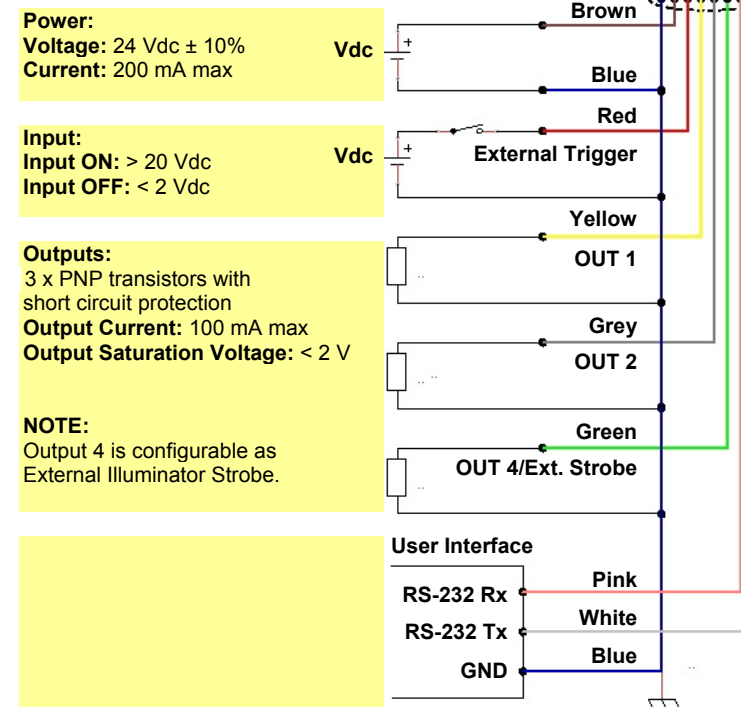 Power:
Voltage: 24 Vdc ± 10%
Current: 200 mA max
Vdc
+
Brown
Blue
Input:
Input ON: > 20 Vdc
Input OFF: < 2 Vdc
Vdc
+
Red
External Trigger
Outputs:
3 x PNP transistors with
short circuit protection
Output Current: 100 mA max
Output Saturation Voltage: < 2 V
Yellow
OUT 1
Grey
OUT 2
NOTE:
Output 4 is configurable as
External Illuminator Strobe.
Green
OUT 4/Ext. Strobe
User Interface
RS-232 Rx
Pink
RS-232 Tx
White
GND
Blue